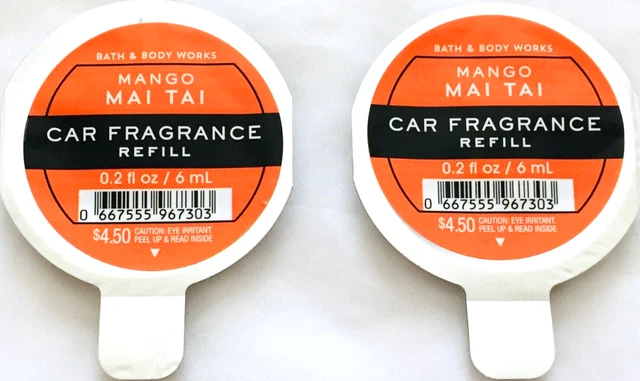 BATH & BODY WORKS
MANGO
MAI TAI
CAR FRAGRANCE
REFILL
0.2 fl oz / 6 mL
0 667555 967303
$4.50 CAUTION: EYE IRRITANT.
PEEL UP & READ INSIDE
BATH & BODY WORKS
MANGO
MAI TAI
CAR FRAGRANCE
REFILL
0.2 fl oz / 6 mL
0 667555 967303
$4.50 CAUTION: EYE IRRITANT.
PEEL UP & READ INSIDE